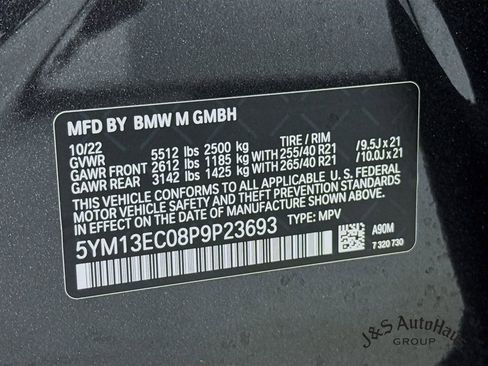 MFD BY BMW M GMBH
10/22
GVWR 5512 lbs 2500 kg TIRE / RIM
GAWR FRONT 2612 lbs 1185 kg WITH 255/40 R21 / 9.5J x 21
GAWR REAR 3142 lbs 1425 kg WITH 265/40 R21 / 10.0J x 21
THIS VEHICLE CONFORMS TO ALL APPLICABLE U.S. FEDERAL
MOTOR VEHICLE SAFETY AND THEFT PREVENTION STANDARDS
IN EFFECT ON THE DATE OF MANUFACTURE SHOWN ABOVE.
5YM13EC08P9P23693 TYPE: MPV
A90M
7 320 730
J&S AutoHaus
GROUP